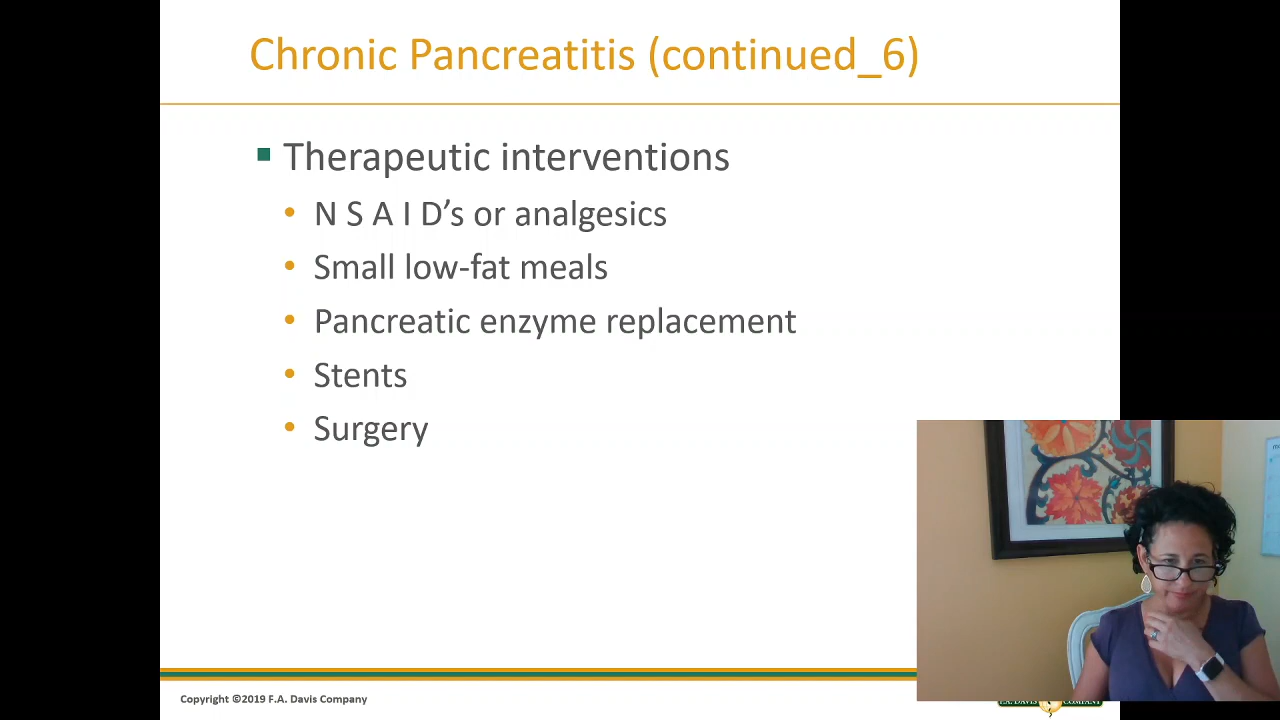 Chronic Pancreatitis (continued_6)
Therapeutic interventions
N S A I D’s or analgesics
Small low-fat meals
Pancreatic enzyme replacement
Stents
Surgery
Copyright ©2019 F.A. Davis Company